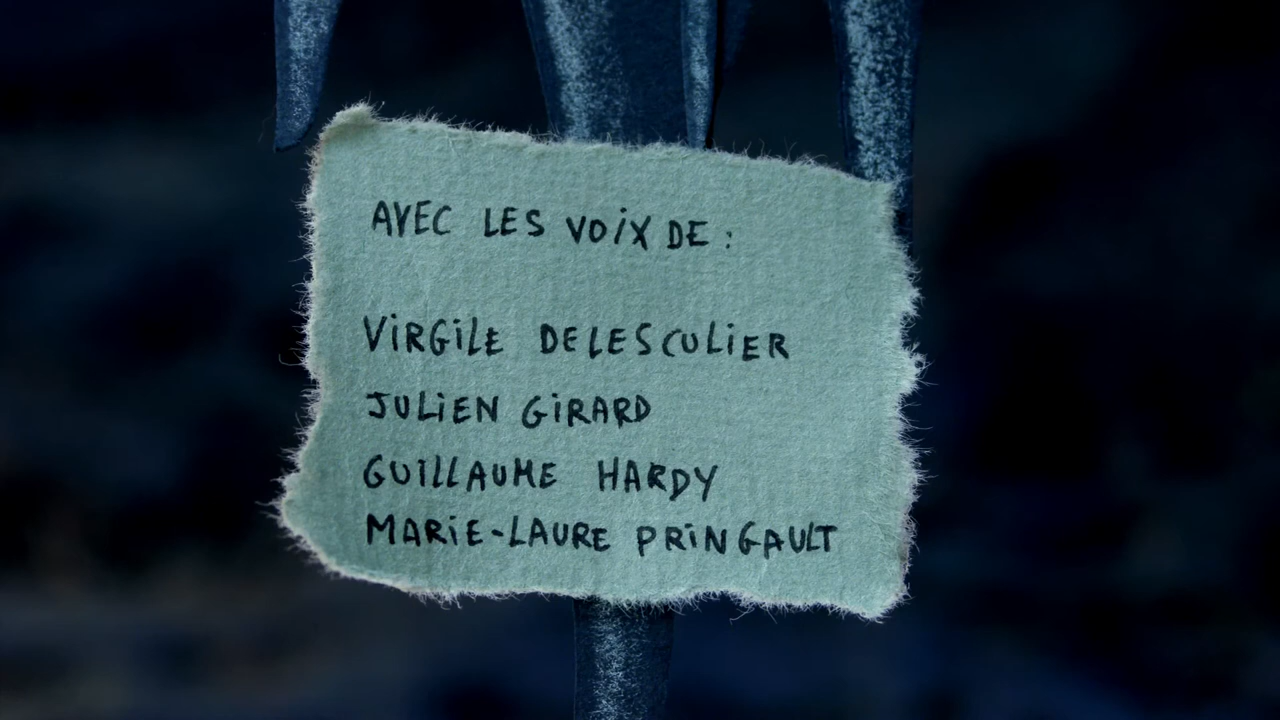 AVEC LES VOiX DE :
ViRGiLE DELESCULiER
JULiEN GiRARD
GUILLAUME HARDY
MARiE-LAURE PRiNGAULT